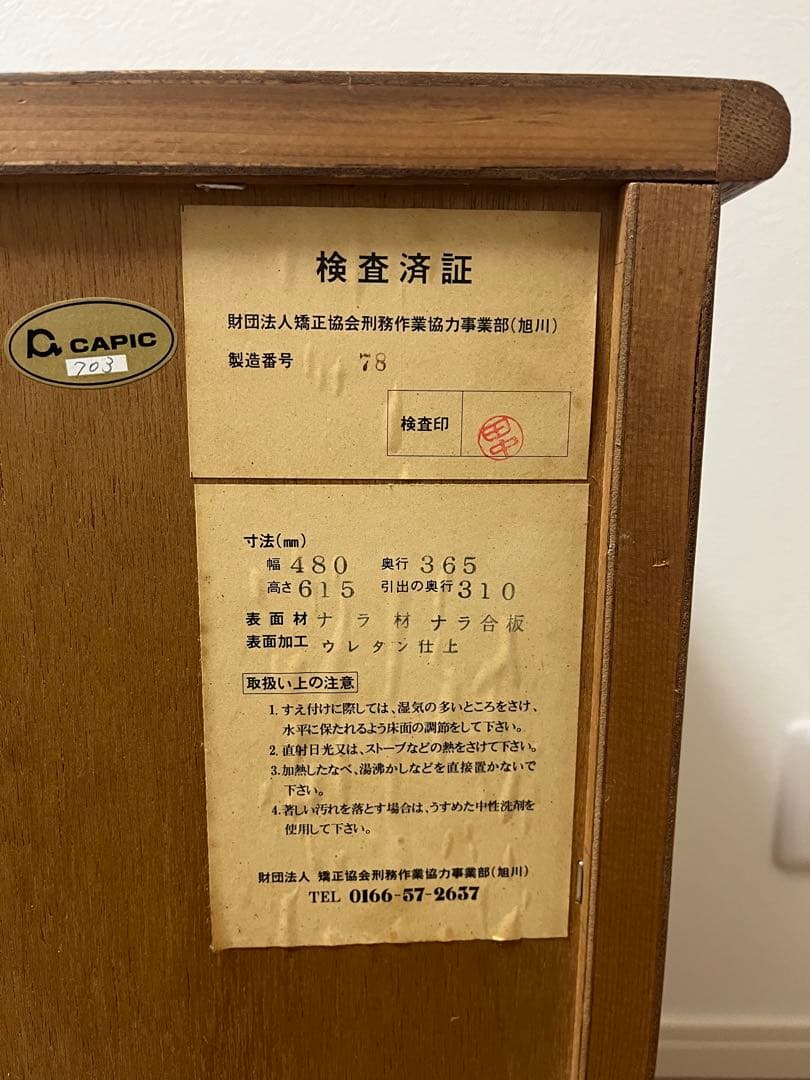 検査済証
財団法人矯正協会刑務作業協力事業部(旭川)
製造番号 78
検査印 田中
CAPIC
703
寸法(㎜)
幅 480 奥行 365
高さ 615 引出の奥行 310
表面材 ナラ材 ナラ合板
表面加工 ウレタン仕上
取扱い上の注意
1. すえ付けに際しては、湿気の多いところをさけ、
水平に保たれるよう床面の調節をして下さい。
2. 直射日光又は、ストーブなどの熱をさけて下さい。
3. 加熱したなべ、湯沸かしなどを直接置かないで
下さい。
4. 著しい汚れを落とす場合は、うすめた中性洗剤を
使用して下さい。
財団法人 矯正協会刑務作業協力事業部(旭川)
TEL 0166-57-2637